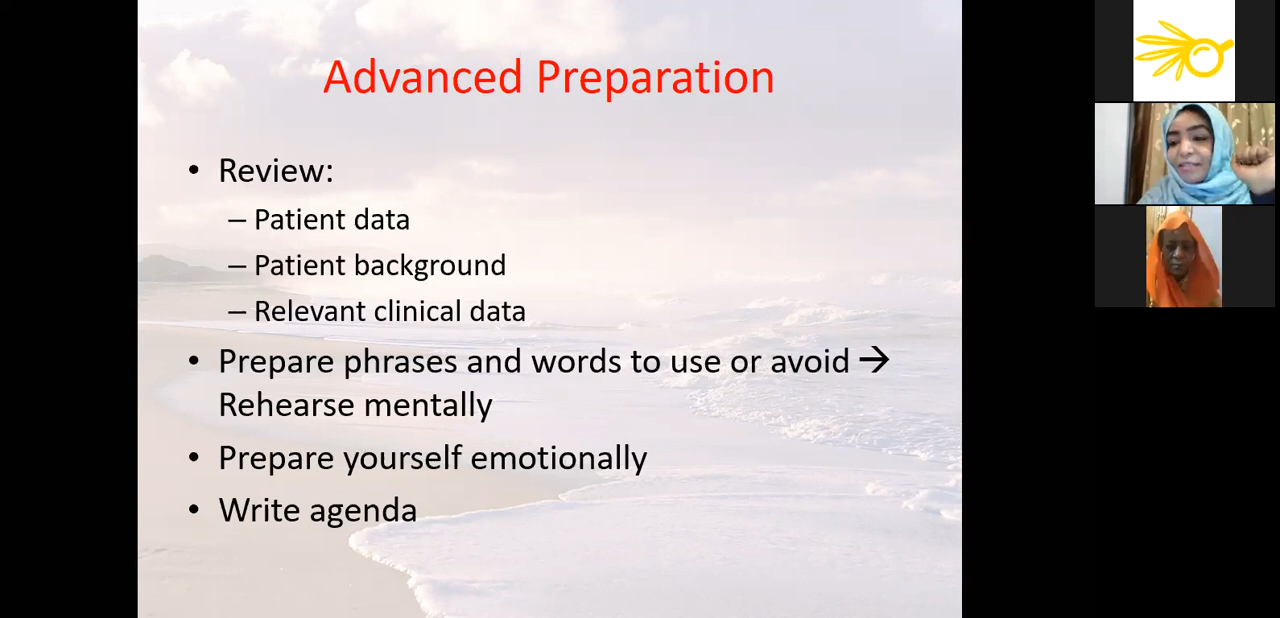 Advanced Preparation
• Review:
– Patient data
– Patient background
– Relevant clinical data
• Prepare phrases and words to use or avoid →
Rehearse mentally
• Prepare yourself emotionally
• Write agenda